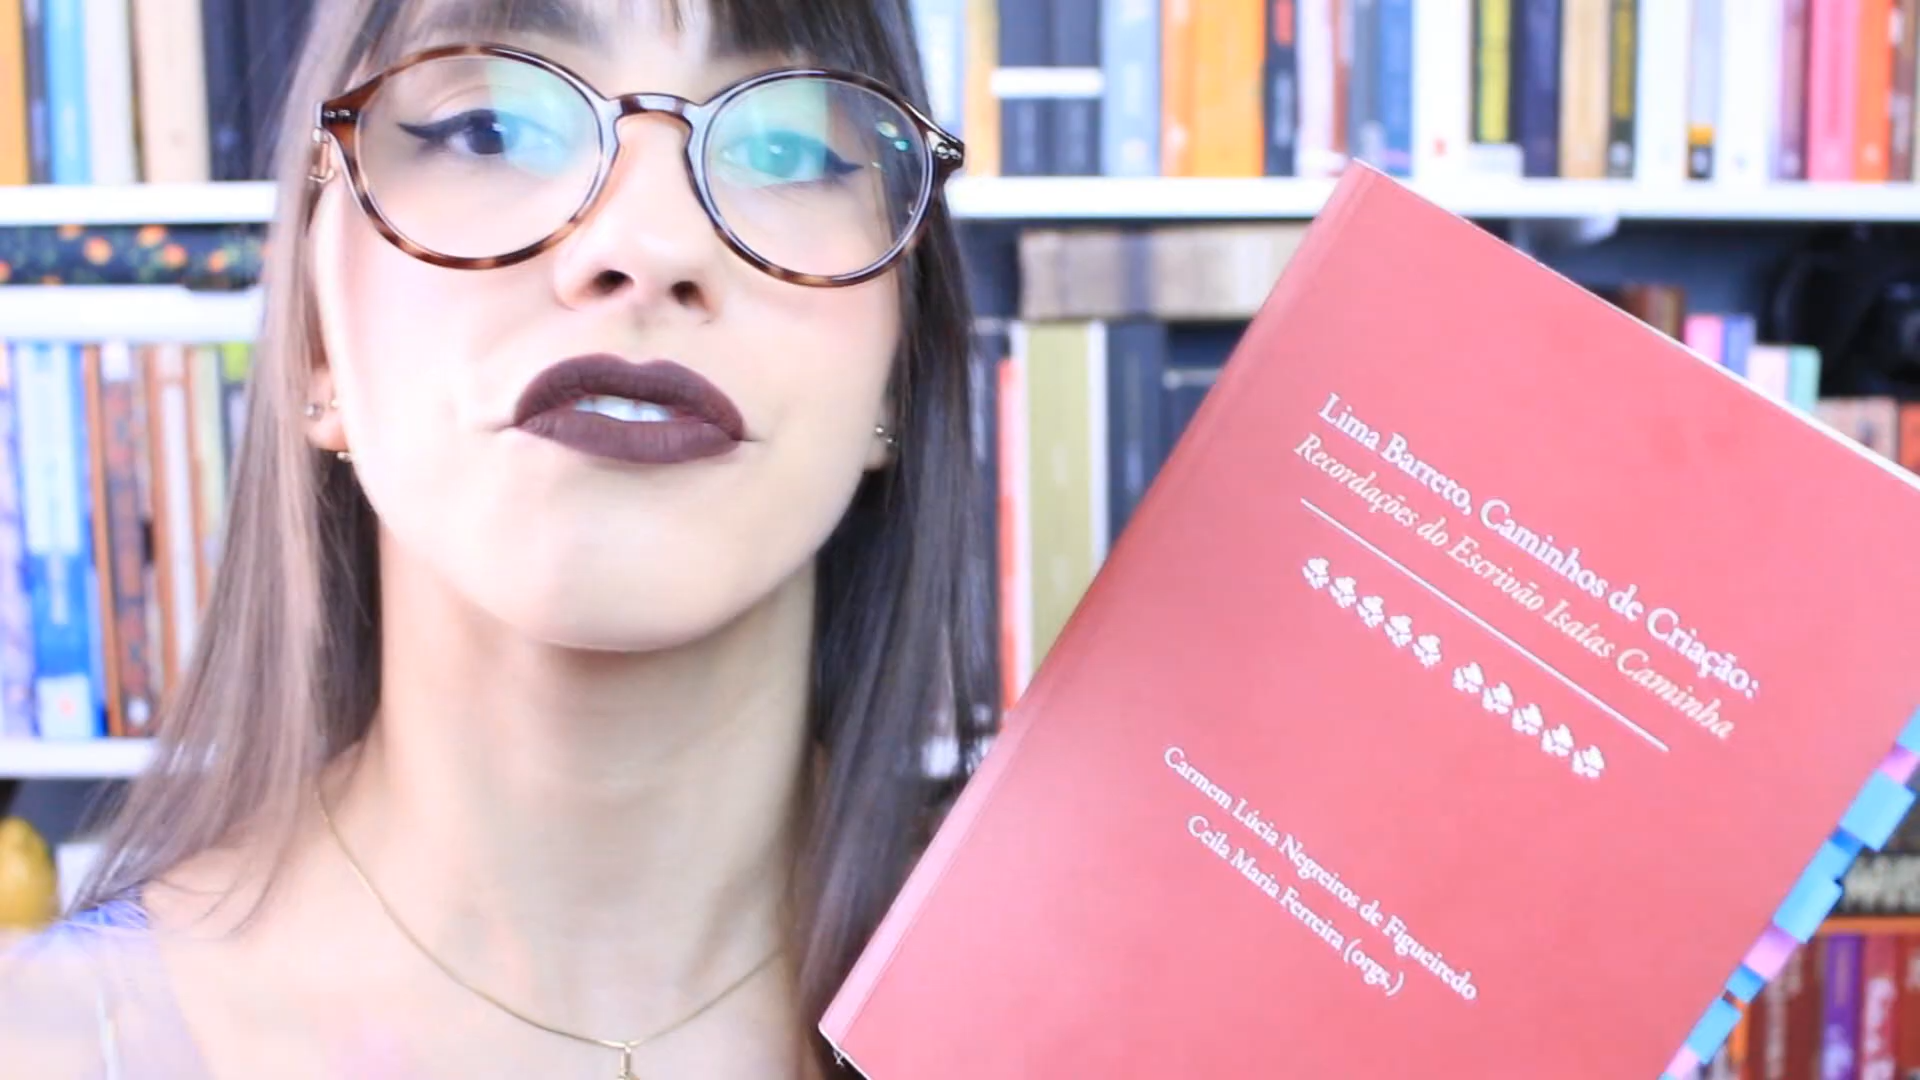 Lima Barreto, Caminhos de Criação:
Recordações do Escrivão Isaías Caminha
Carmem Lúcia Negreiros de Figueiredo
Ceila Maria Ferreira (orgs.)